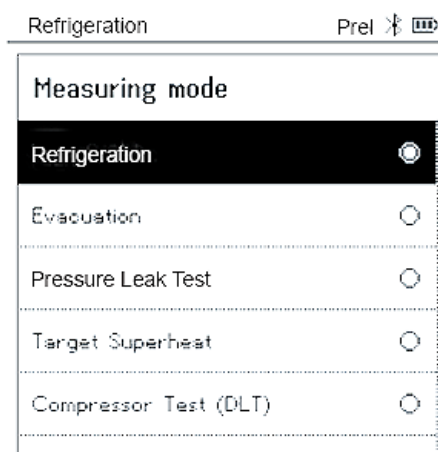 Refrigeration Prel
Measuring mode
Refrigeration
Evacuation
Pressure Leak Test
Target Superheat
Compressor Test (DLT)